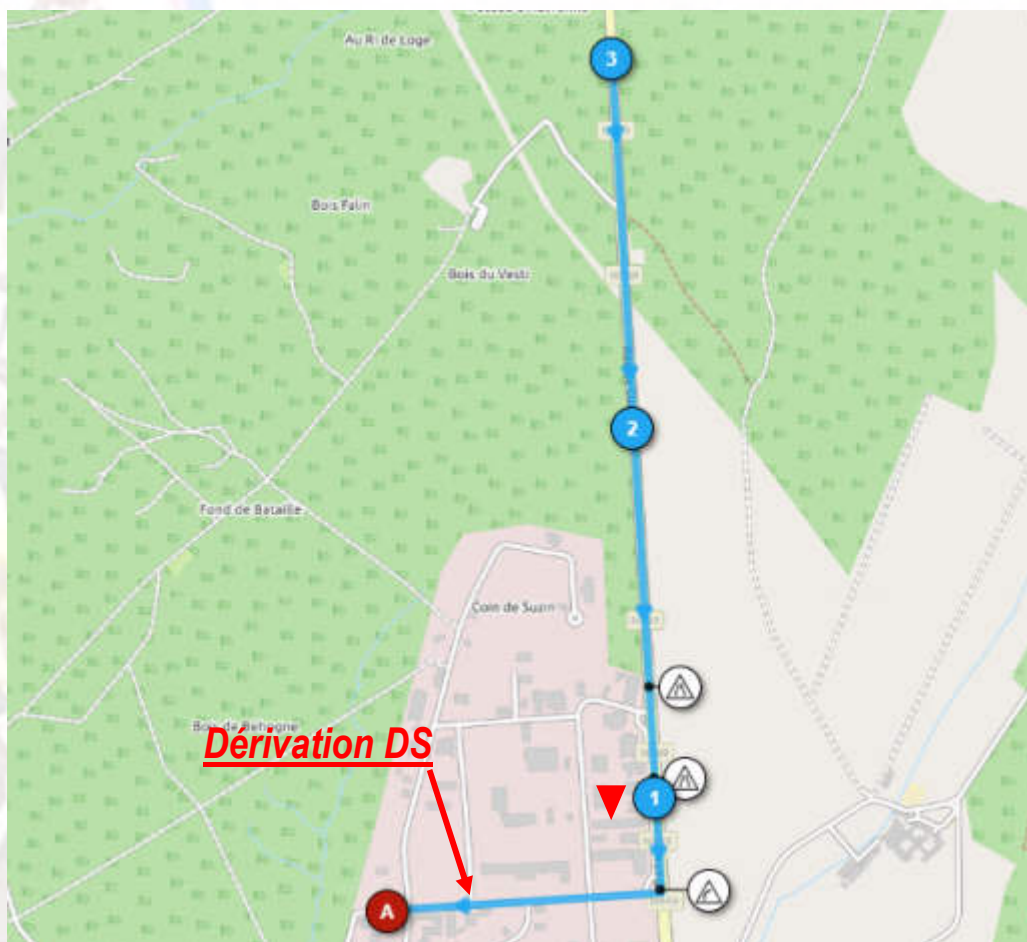 Au Ri de Loge
3
Bois Falin
Bois du Vesti
2
Fond de Bataille
Coin de Suzin
Bois de Behogne
Dérivation DS
1
A